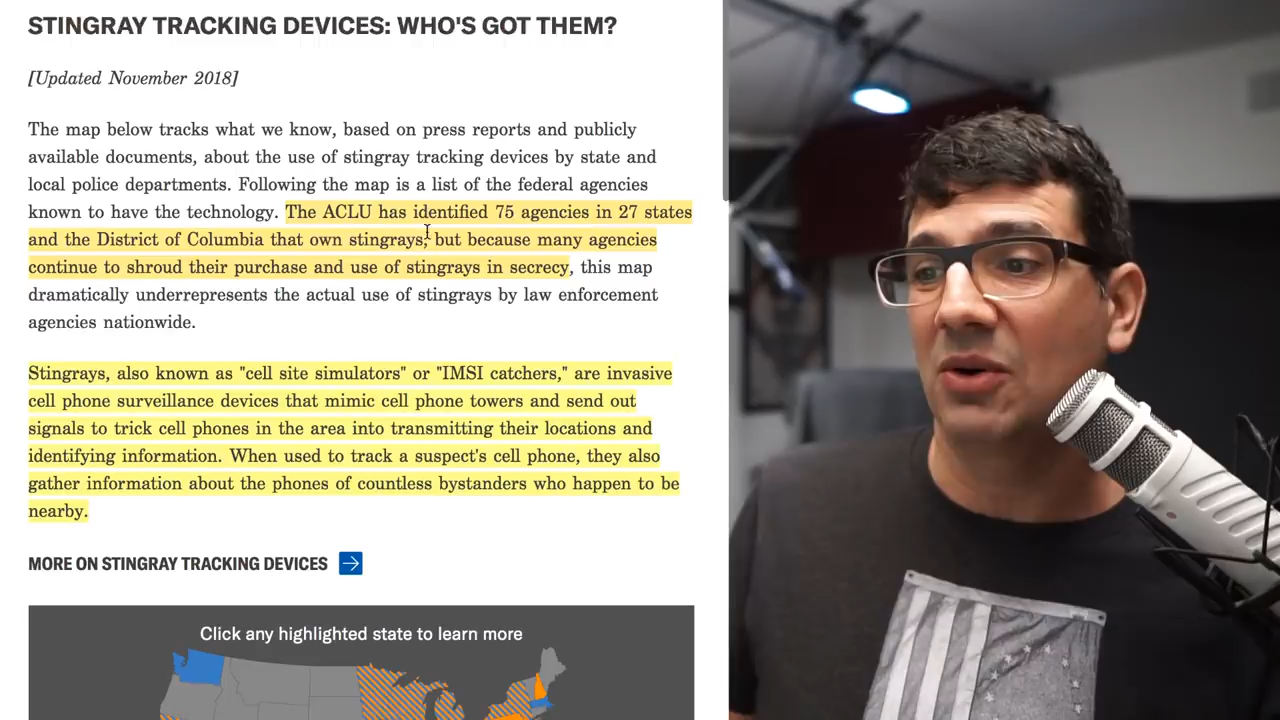 STINGRAY TRACKING DEVICES: WHO'S GOT THEM?
[Updated November 2018]
The map below tracks what we know, based on press reports and publicly
available documents, about the use of stingray tracking devices by state and
local police departments. Following the map is a list of the federal agencies
known to have the technology. The ACLU has identified 75 agencies in 27 states
and the District of Columbia that own stingrays, but because many agencies
continue to shroud their purchase and use of stingrays in secrecy, this map
dramatically underrepresents the actual use of stingrays by law enforcement
agencies nationwide.
Stingrays, also known as "cell site simulators" or "IMSI catchers," are invasive
cell phone surveillance devices that mimic cell phone towers and send out
signals to trick cell phones in the area into transmitting their locations and
identifying information. When used to track a suspect's cell phone, they also
gather information about the phones of countless bystanders who happen to be
nearby.
MORE ON STINGRAY TRACKING DEVICES
Click any highlighted state to learn more